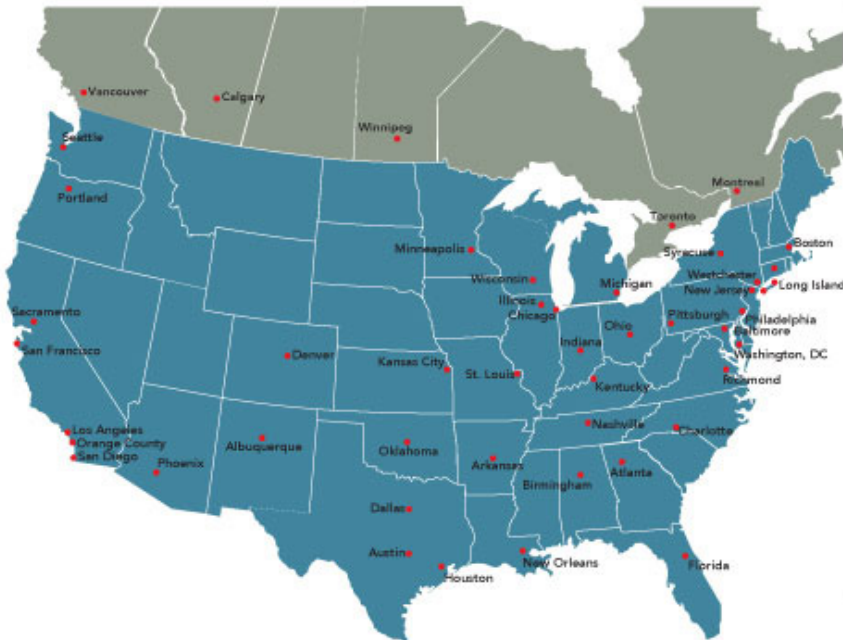 Vancouver
Calgary
Winnipeg
Seattle
Portland
Montreal
Toronto
Boston
Minneapolis
Syracuse
Wisconsin
Westchester
Michigan
Long Island
New Jersey
Illinois
Chicago
Sacramento
Pittsburgh
Philadelphia
Ohio
Baltimore
Indiana
San Francisco
Denver
Washington, DC
Kansas City
St. Louis
Richmond
Kentucky
Nashville
Charlotte
Los Angeles
Orange County
Albuquerque
Oklahoma
San Diego
Phoenix
Arkansas
Atlanta
Birmingham
Dallas
Austin
New Orleans
Florida
Houston